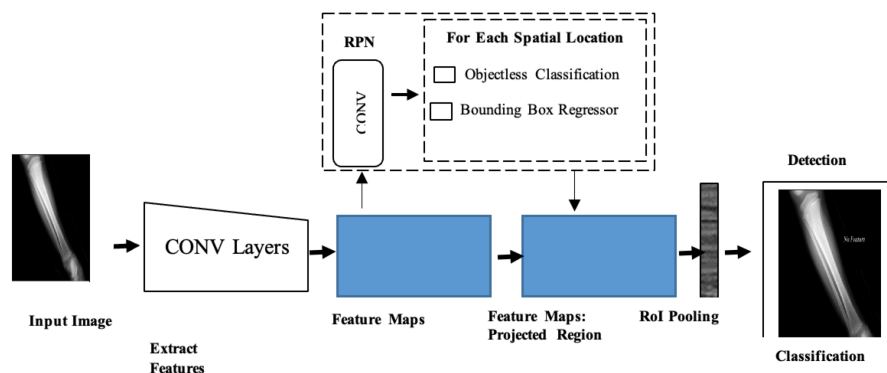 RPN
For Each Spatial Location
CONV
Objectless Classification
Bounding Box Regressor
Detection
CONV Layers
No Feature
Input Image
Feature Maps
Feature Maps:
Projected Region
RoI Pooling
Extract
Features
Classification